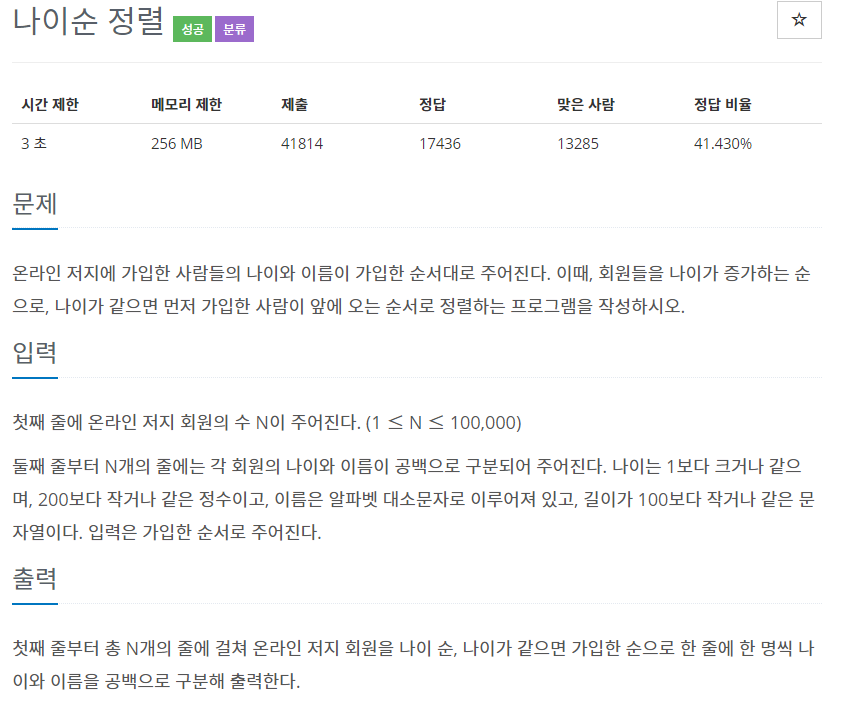 나이순 정렬 성공 분류
☆
시간 제한 메모리 제한 제출 정답 맞은 사람 정답 비율
3 초 256 MB 41814 17436 13285 41.430%
문제
온라인 저지에 가입한 사람들의 나이와 이름이 가입한 순서대로 주어진다. 이때, 회원들을 나이가 증가하는 순
으로, 나이가 같으면 먼저 가입한 사람이 앞에 오는 순서로 정렬하는 프로그램을 작성하시오.
입력
첫째 줄에 온라인 저지 회원의 수 N이 주어진다. (1 ≤ N ≤ 100,000)
둘째 줄부터 N개의 줄에는 각 회원의 나이와 이름이 공백으로 구분되어 주어진다. 나이는 1보다 크거나 같으
며, 200보다 작거나 같은 정수이고, 이름은 알파벳 대소문자로 이루어져 있고, 길이가 100보다 작거나 같은 문
자열이다. 입력은 가입한 순서로 주어진다.
출력
첫째 줄부터 총 N개의 줄에 걸쳐 온라인 저지 회원을 나이 순, 나이가 같으면 가입한 순으로 한 줄에 한 명씩 나
이와 이름을 공백으로 구분해 출력한다.